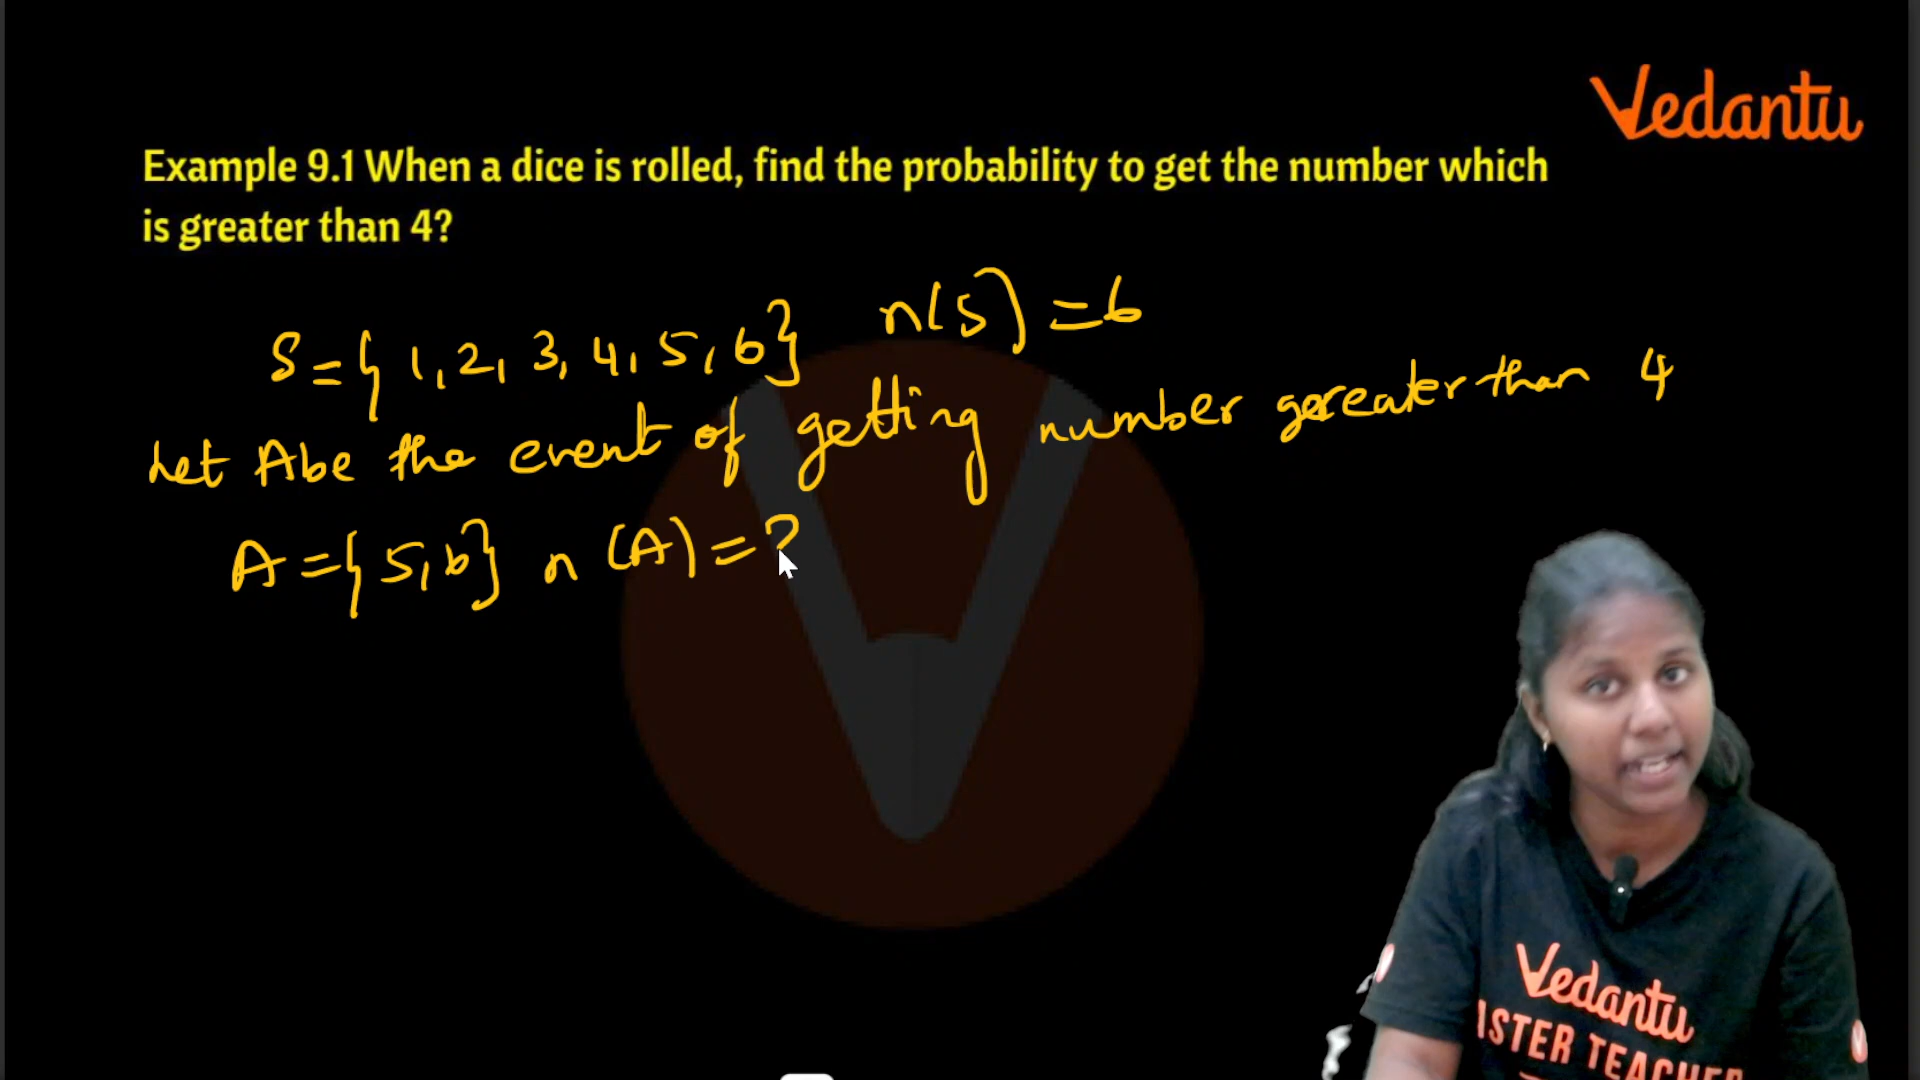 Vedantu
Example 9.1 When a dice is rolled, find the probability to get the number which
is greater than 4?
S={1,2,3,4,5,6} n(S)=6
Let A be the event of getting number greater than 4
A={5,6} n(A)=2
Vedantu
ISTER TEACHER